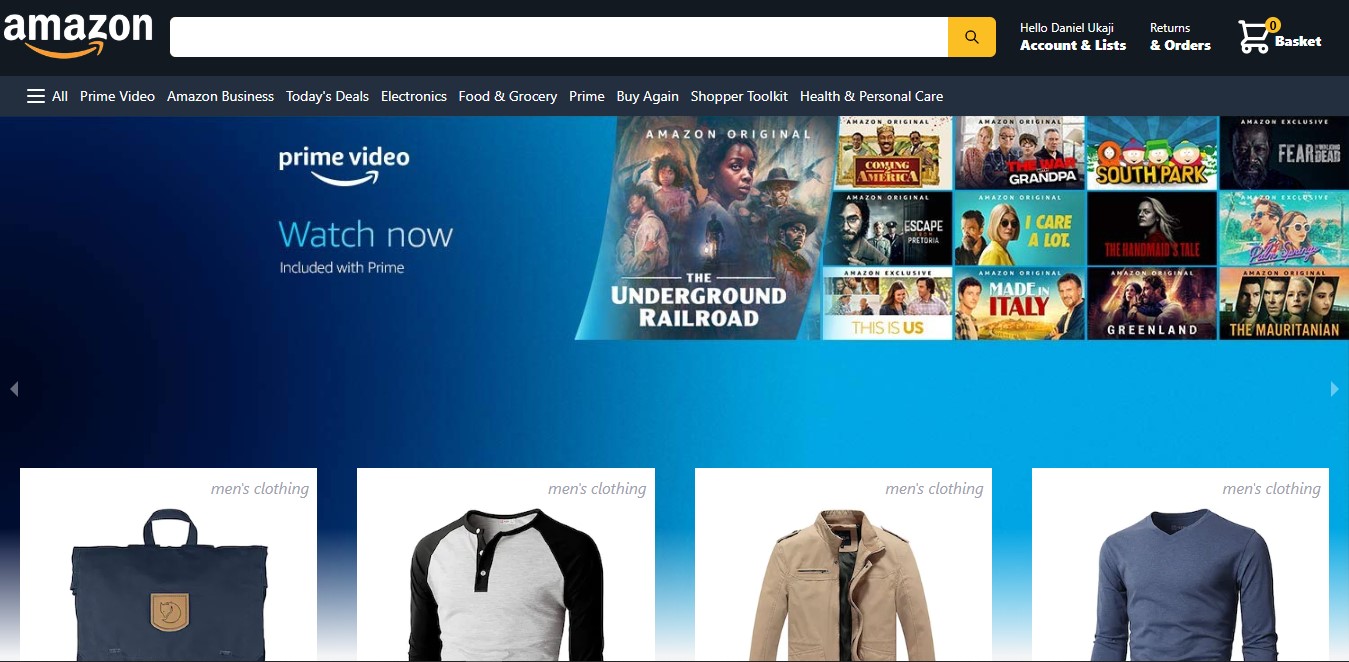 amazon
Hello Daniel Ukaji
Account & Lists
Returns
& Orders
0
Basket
All Prime Video Amazon Business Today's Deals Electronics Food & Grocery Prime Buy Again Shopper Toolkit Health & Personal Care
prime video
Watch now
Included with Prime
AMAZON ORIGINAL
THE
UNDERGROUND
RAILROAD
AMAZON ORIGINAL
COMING
2
AMERICA
AMAZON ORIGINAL
THE WAR
GRANDPA
SOUTH PARK
AMAZON EXCLUSIVE
FEAR THE WALKING DEAD
AMAZON ORIGINAL
ESCAPE
FROM
PRETORIA
AMAZON ORIGINAL
I CARE
A LOT.
THE HANDMAID'S TALE
AMAZON EXCLUSIVE
Palm Springs
AMAZON EXCLUSIVE
THIS IS US
AMAZON ORIGINAL
MADE IN
ITALY
AMAZON ORIGINAL
GREENLAND
AMAZON ORIGINAL
THE MAURITANIAN
men's clothing
men's clothing
men's clothing
men's clothing